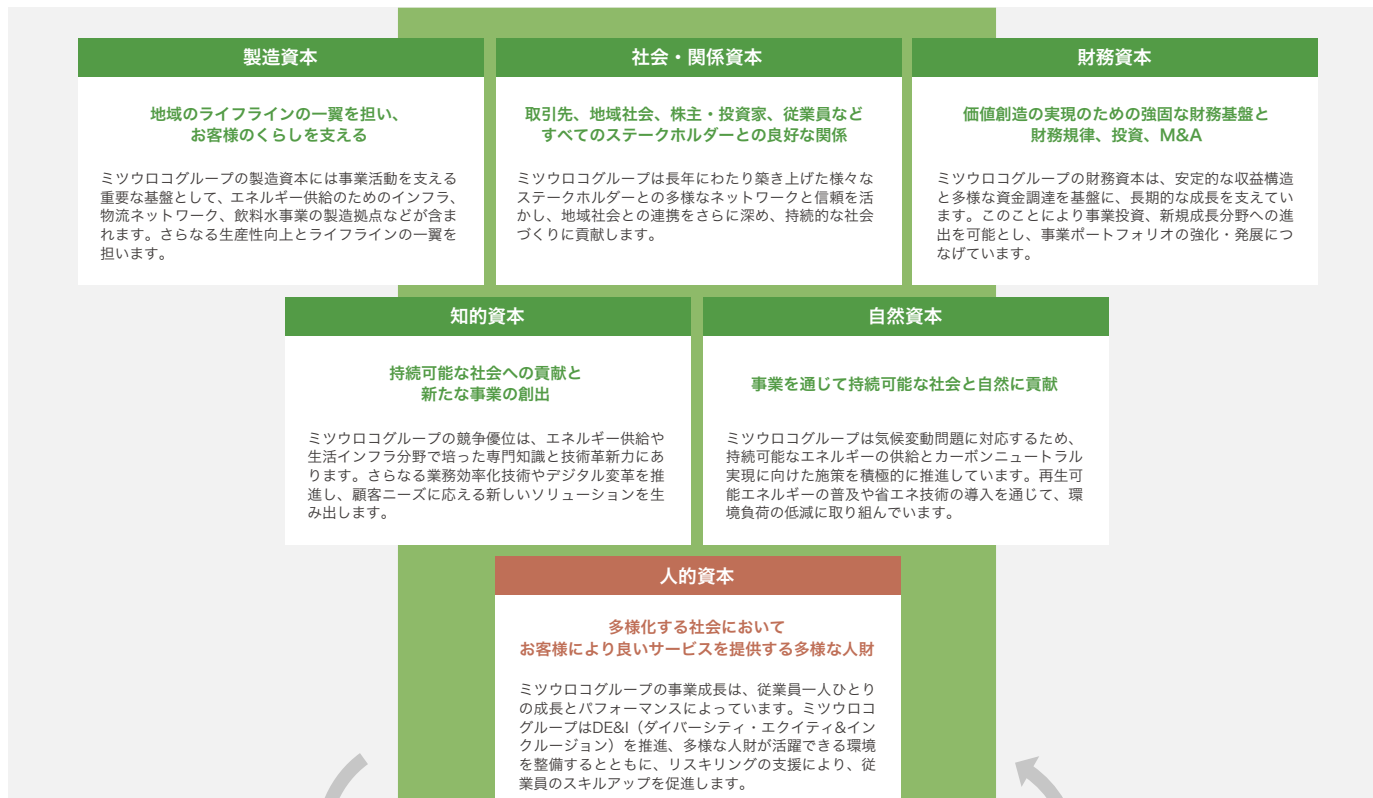 製造資本
地域のライフラインの一翼を担い、
お客様のくらしを支える
ミツウロコグループの製造資本には事業活動を支える
重要な基盤として、エネルギー供給のためのインフラ、
物流ネットワーク、飲料水事業の製造拠点などが含ま
れます。さらなる生産性向上とライフラインの一翼を
担います。
社会・関係資本
取引先、地域社会、株主・投資家、従業員など
すべてのステークホルダーとの良好な関係
ミツウロコグループは長年にわたり築き上げた様々な
ステークホルダーとの多様なネットワークと信頼を活
かし、地域社会との連携をさらに深め、持続的な社会
づくりに貢献します。
財務資本
価値創造の実現のための強固な財務基盤と
財務規律、投資、M&A
ミツウロコグループの財務資本は、安定的な収益構造
と多様な資金調達を基盤に、長期的な成長を支えてい
ます。このことにより事業投資、新規成長分野への進
出を可能とし、事業ポートフォリオの強化・発展につ
なげています。
知的資本
持続可能な社会への貢献と
新たな事業の創出
ミツウロコグループの競争優位は、エネルギー供給や
生活インフラ分野で培った専門知識と技術革新力にあ
ります。さらなる業務効率化技術やデジタル変革を推
進し、顧客ニーズに応える新しいソリューションを生
み出します。
自然資本
事業を通じて持続可能な社会と自然に貢献
ミツウロコグループは気候変動問題に対応するため、
持続可能なエネルギーの供給とカーボンニュートラル
実現に向けた施策を積極的に推進しています。再生可
能エネルギーの普及や省エネ技術の導入を通じて、環
境負荷の低減に取り組んでいます。
人的資本
多様化する社会において
お客様により良いサービスを提供する多様な人財
ミツウロコグループの事業成長は、従業員一人ひとり
の成長とパフォーマンスによっています。ミツウロコ
グループはDE&I（ダイバーシティ・エクイティ&イン
クルージョン）を推進、多様な人財が活躍できる環境
を整備するとともに、リスキリングの支援により、従
業員のスキルアップを促進します。